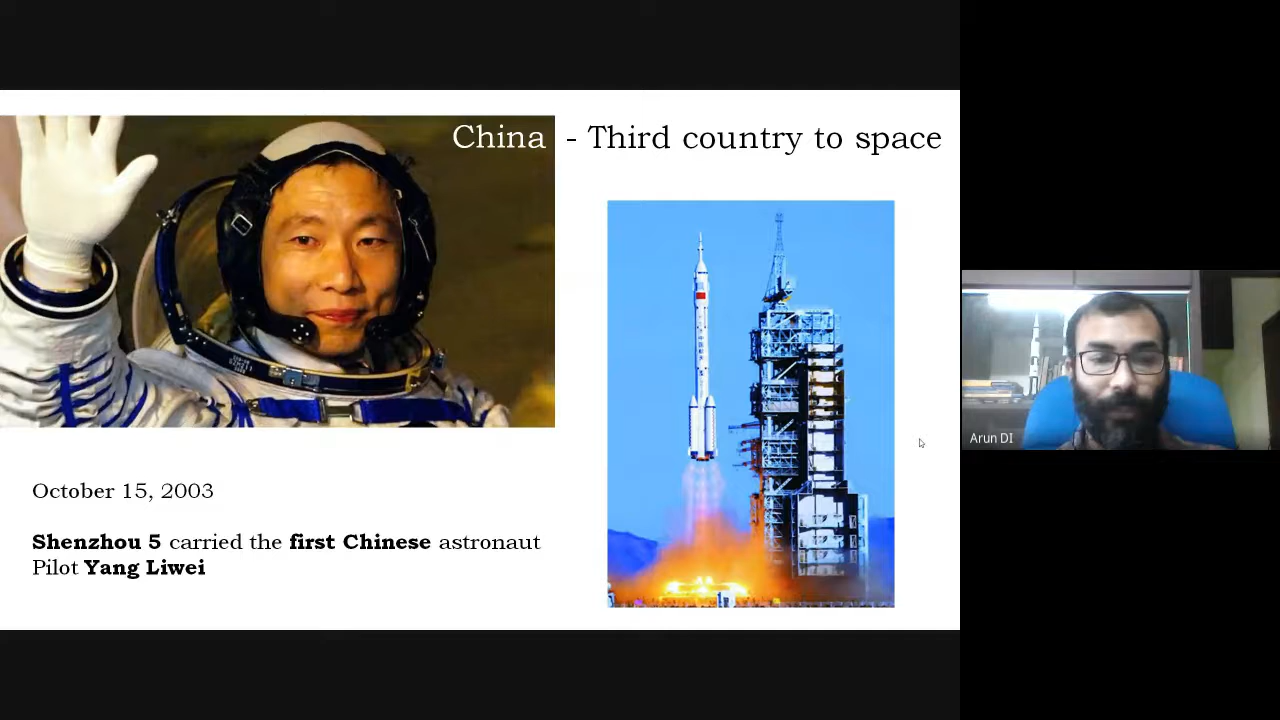 China - Third country to space
October 15, 2003
Shenzhou 5 carried the first Chinese astronaut
Pilot Yang Liwei
Arun DI